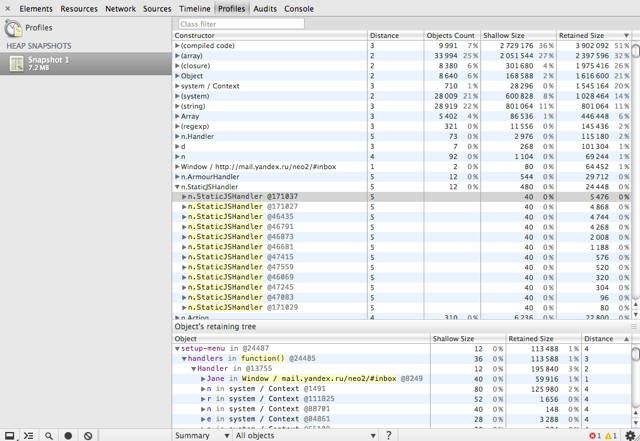 × Elements Resources Network Sources Timeline Profiles Audits Console
Profiles
HEAP SNAPSHOTS
Snapshot 1
7.2 MB
Class filter
Constructor Distance Objects Count Shallow Size Retained Size ▼
▶(compiled code) 3 9 991 7% 2 729 176 36% 3 902 092 51%
▶(array) 2 33 994 25% 2 051 544 27% 2 397 596 32%
▶(closure) 2 8 380 6% 301 680 4% 1 975 416 26%
▶Object 2 8 640 6% 168 588 2% 1 616 600 21%
▶system / Context 3 710 1% 28 296 0% 1 545 164 20%
▶(system) 2 28 009 21% 600 828 8% 1 028 464 14%
▶(string) 3 28 919 22% 801 064 11% 801 064 11%
▶Array 2 5 402 4% 86 536 1% 446 448 6%
▶(regexp) 3 321 0% 11 556 0% 145 436 2%
▶n.Handler 5 73 0% 2 976 0% 115 180 2%
▶d 3 7 0% 268 0% 101 304 1%
▶n 4 92 0% 1 104 0% 69 244 1%
▶Window / http://mail.yandex.ru/neo2/#inbox 1 2 0% 80 0% 64 452 1%
▶n.ArmourHandler 5 12 0% 544 0% 29 712 0%
▼n.StaticJSHandler 5 12 0% 480 0% 24 448 0%
▶n.StaticJSHandler @171037 5 40 0% 5 476 0%
▶n.StaticJSHandler @171027 5 40 0% 4 868 0%
▶n.StaticJSHandler @46435 5 40 0% 4 744 0%
▶n.StaticJSHandler @46791 5 40 0% 4 268 0%
▶n.StaticJSHandler @46873 5 40 0% 2 008 0%
▶n.StaticJSHandler @46681 5 40 0% 1 188 0%
▶n.StaticJSHandler @47415 5 40 0% 576 0%
▶n.StaticJSHandler @47559 5 40 0% 520 0%
▶n.StaticJSHandler @46069 5 40 0% 320 0%
▶n.StaticJSHandler @47245 5 40 0% 304 0%
▶n.StaticJSHandler @47083 5 40 0% 96 0%
▶n.StaticJSHandler @171029 5 40 0% 80 0%
▶n.Action 4 310 0% 6 236 0% 22 800 0%
Object's retaining tree
Object Shallow Size Retained Size Distance ▲
▼setup-menu in @24487 12 0% 113 488 1% 4
▼handlers in function() @24485 36 0% 113 588 1% 3
▼Handler in @13755 12 0% 195 840 3% 2
▶Jane in Window / mail.yandex.ru/neo2/#inbox @8249 40 0% 59 916 1% 1
▶n in system / Context @1491 80 0% 125 980 2% 4
▶r in system / Context @111025 52 0% 1 656 0% 4
▶n in system / Context @88701 40 0% 148 0% 4
▶e in system / Context @84861 28 0% 3 288 0% 4
Summary ▼ All objects ▼ ? 1 1